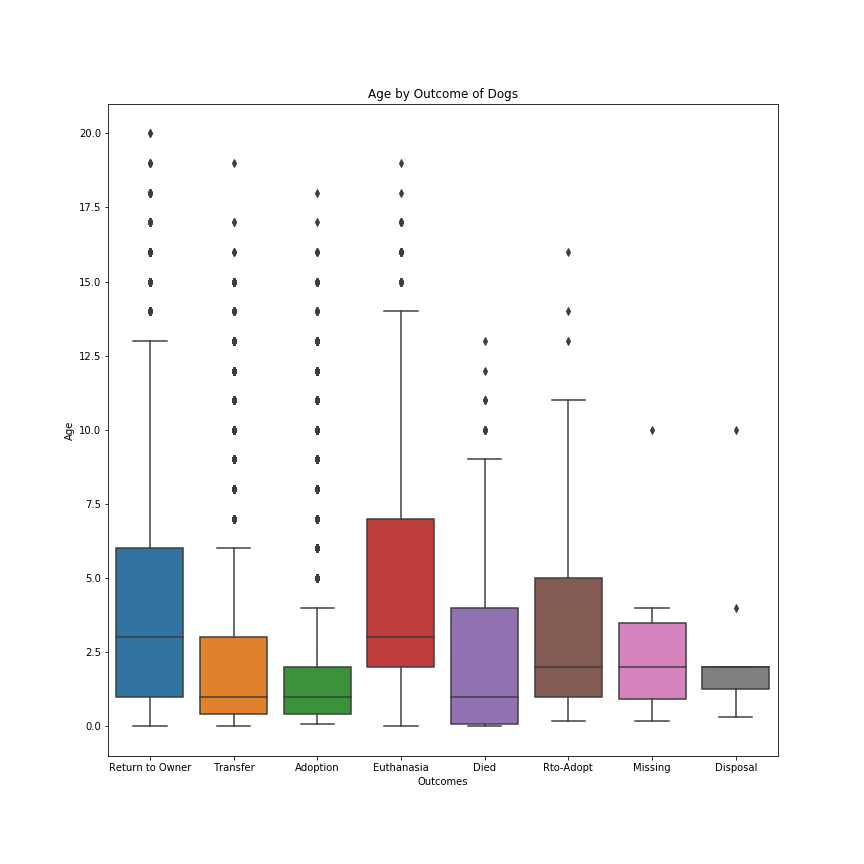 Age by Outcome of Dogs
20.0
17.5
15.0
12.5
10.0
7.5
5.0
2.5
0.0
Age
Return to Owner Transfer Adoption Euthanasia Died Rto-Adopt Missing Disposal
Outcomes